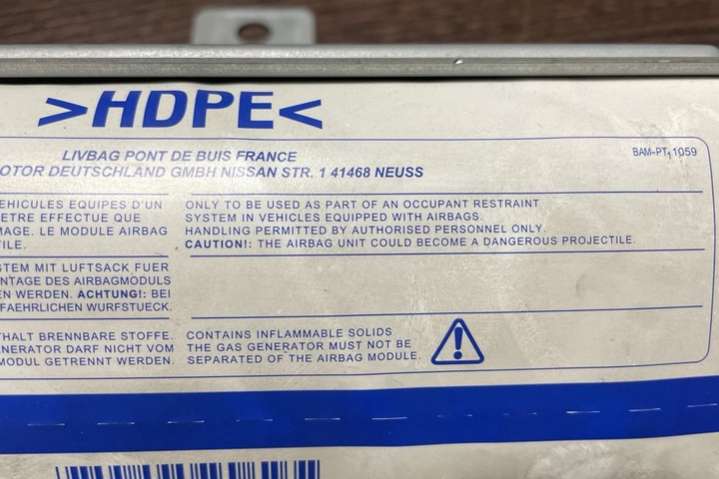 >HDPE<
LIVBAG PONT DE BUIS FRANCE
BAM-PT-1059
OTOR DEUTSCHLAND GMBH NISSAN STR. 1 41468 NEUSS
EHICULES EQUIPES D'UN
ETRE EFFECTUE QUE
MAGE. LE MODULE AIRBAG
TILE.
ONLY TO BE USED AS PART OF AN OCCUPANT RESTRAINT
SYSTEM IN VEHICLES EQUIPPED WITH AIRBAGS.
HANDLING PERMITTED BY AUTHORISED PERSONNEL ONLY.
CAUTION!: THE AIRBAG UNIT COULD BECOME A DANGEROUS PROJECTILE.
STEM MIT LUFTSACK FUER
NTAGE DES AIRBAGMODULS
EN WERDEN. ACHTUNG!: BEI
FAEHRLICHEN WURFSTUECK.
THALT BRENNBARE STOFFE.
ENERATOR DARF NICHT VOM
MODUL GETRENNT WERDEN
CONTAINS INFLAMMABLE SOLIDS
THE GAS GENERATOR MUST NOT BE
SEPARATED OF THE AIRBAG MODULE.